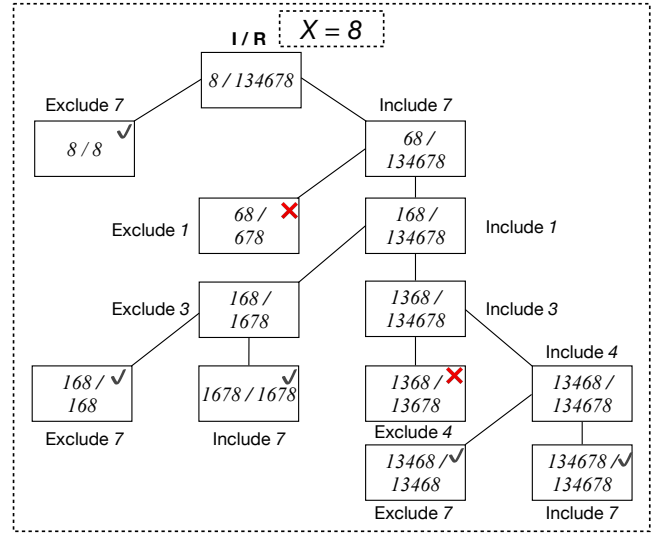 X = 8
I / R
8 / 134678
Exclude 7
Include 7
8 / 8
68 /
134678
Exclude 1
68 /
678
168 /
134678
Include 1
Exclude 3
168 /
1678
1368 /
134678
Include 3
Include 4
168 /
168
1678 / 1678
1368 /
13678
13468 /
134678
Exclude 7
Include 7
Exclude 4
13468 /
13468
134678 /
134678
Exclude 7
Include 7